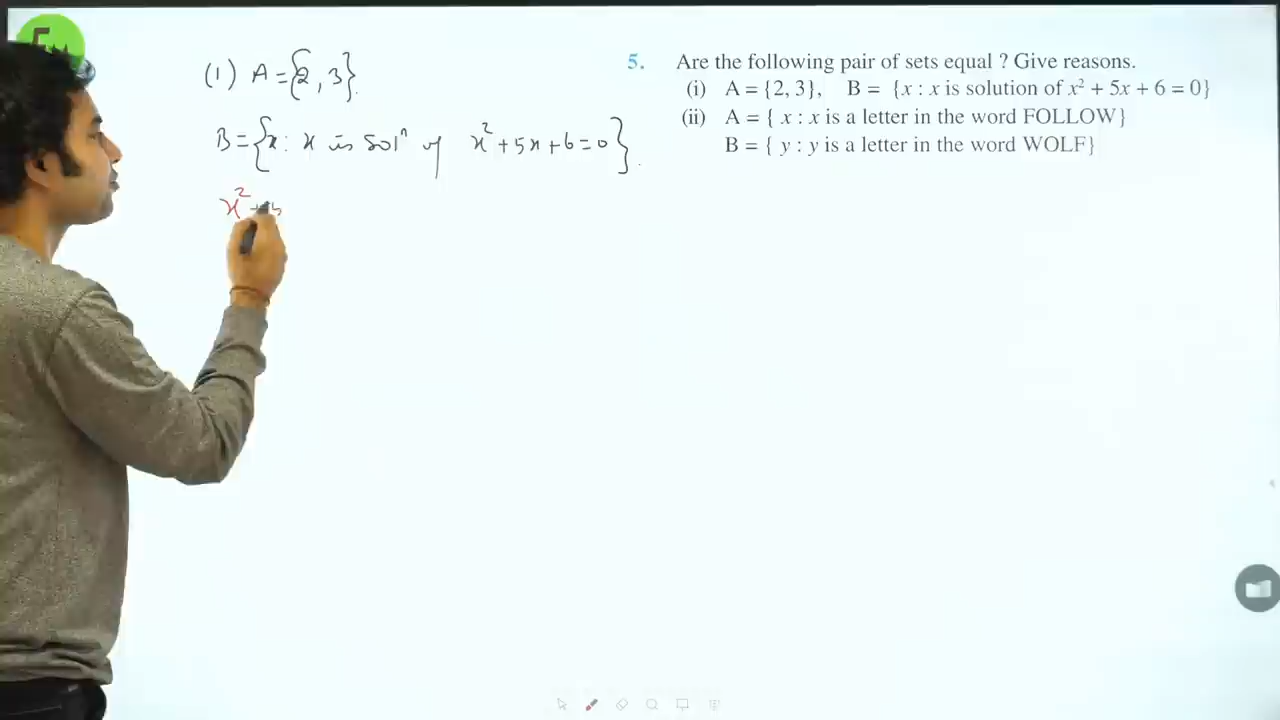 (1) A = {2, 3}.
B = {x : x is solⁿ of x² + 5x + 6 = 0}.
x² + 5
5. Are the following pair of sets equal ? Give reasons.
(i) A = {2, 3}, B = {x : x is solution of x² + 5x + 6 = 0}
(ii) A = { x : x is a letter in the word FOLLOW}
B = { y : y is a letter in the word WOLF}